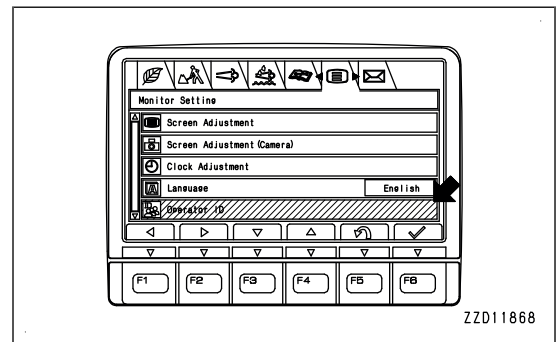 Monitor Setting
Screen Adjustment
Screen Adjustment(Camera)
Clock Adjustment
A Language English
Operator ID
F1 F2 F3 F4 F5 F6
ZZD11868